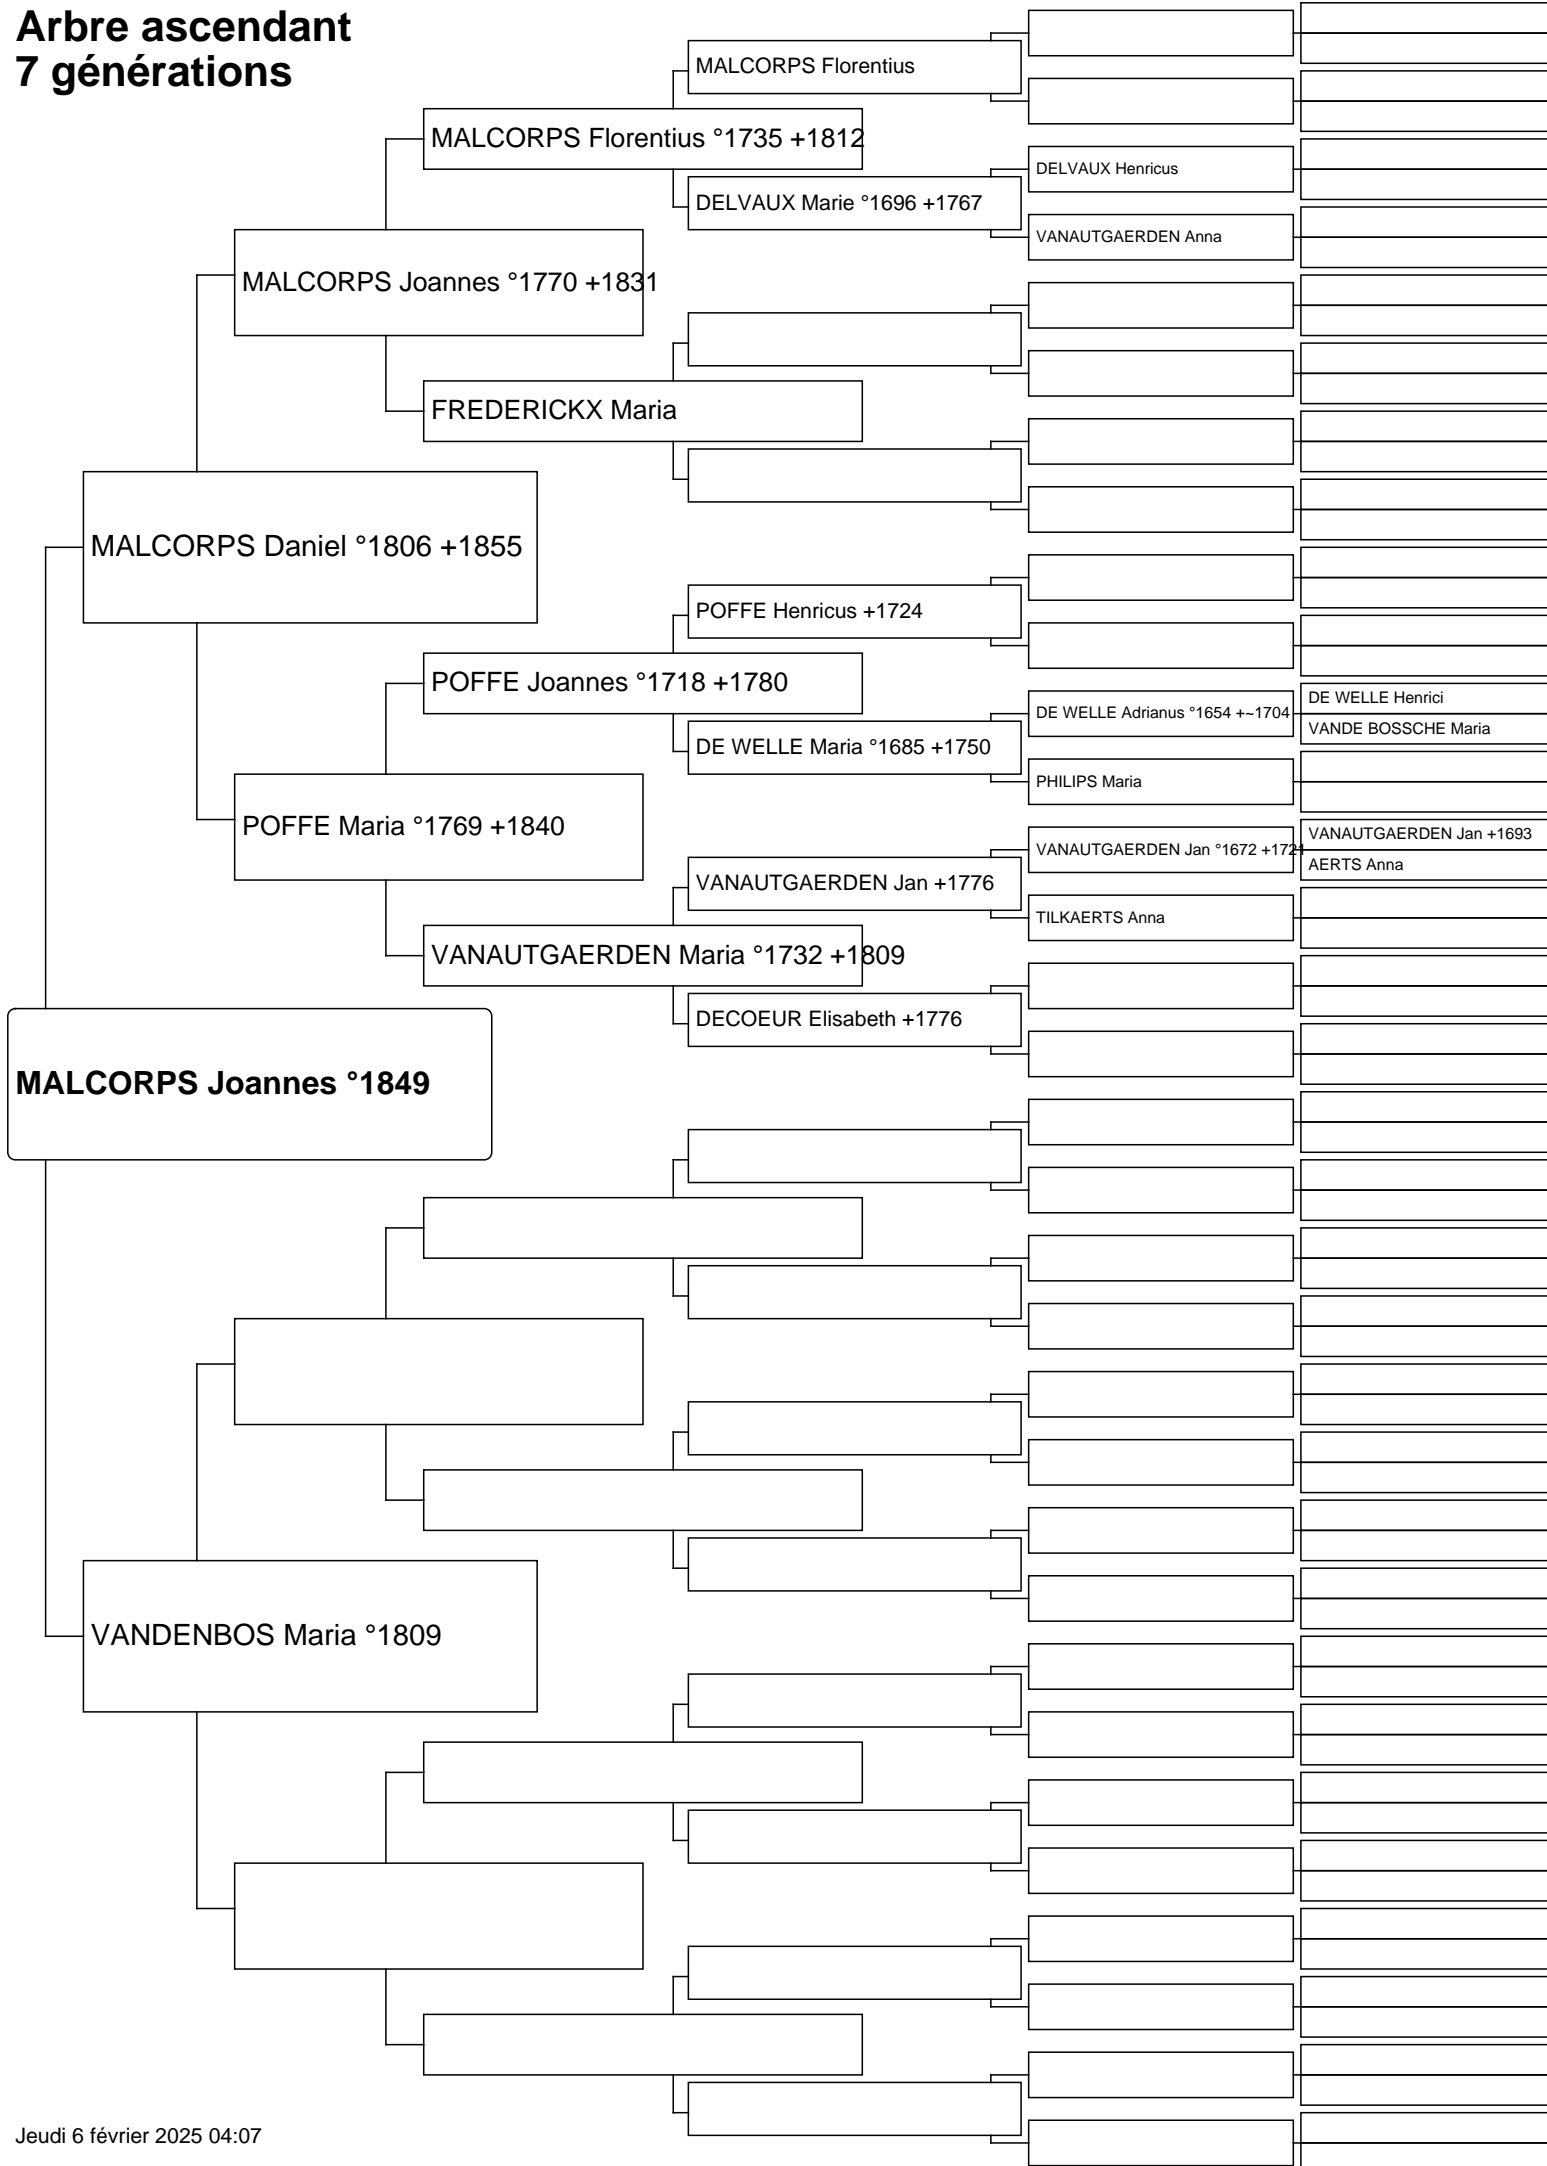 Arbre ascendant
7 générations
MALCORPS Florentius
MALCORPS Florentius °1735 +1812
DELVAUX Henricus
DELVAUX Marie °1696 +1767
VANAUTGAERDEN Anna
MALCORPS Joannes °1770 +1831
FREDERICKX Maria
MALCORPS Daniel °1806 +1855
POFFE Henricus +1724
POFFE Joannes °1718 +1780
DE WELLE Henrici
DE WELLE Adrianus °1654 +~1704
VANDE BOSSCHE Maria
DE WELLE Maria °1685 +1750
PHILIPS Maria
POFFE Maria °1769 +1840
VANAUTGAERDEN Jan +1693
VANAUTGAERDEN Jan °1672 +1721
AERTS Anna
VANAUTGAERDEN Jan +1776
TILKAERTS Anna
VANAUTGAERDEN Maria °1732 +1809
DECOEUR Elisabeth +1776
MALCORPS Joannes °1849
VANDENBOS Maria °1809
Jeudi 6 février 2025 04:07